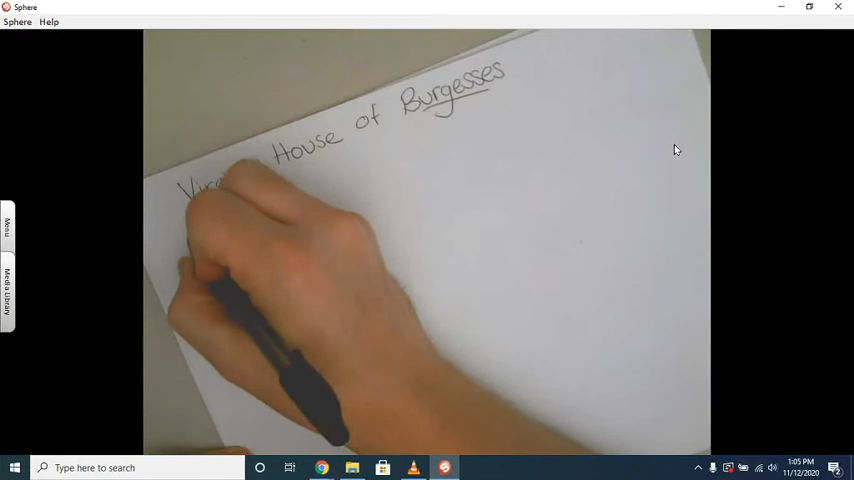 Sphere
Sphere Help
House of Burgesses
Menu
Media Library
Type here to search
1:05 PM
11/12/2020
2